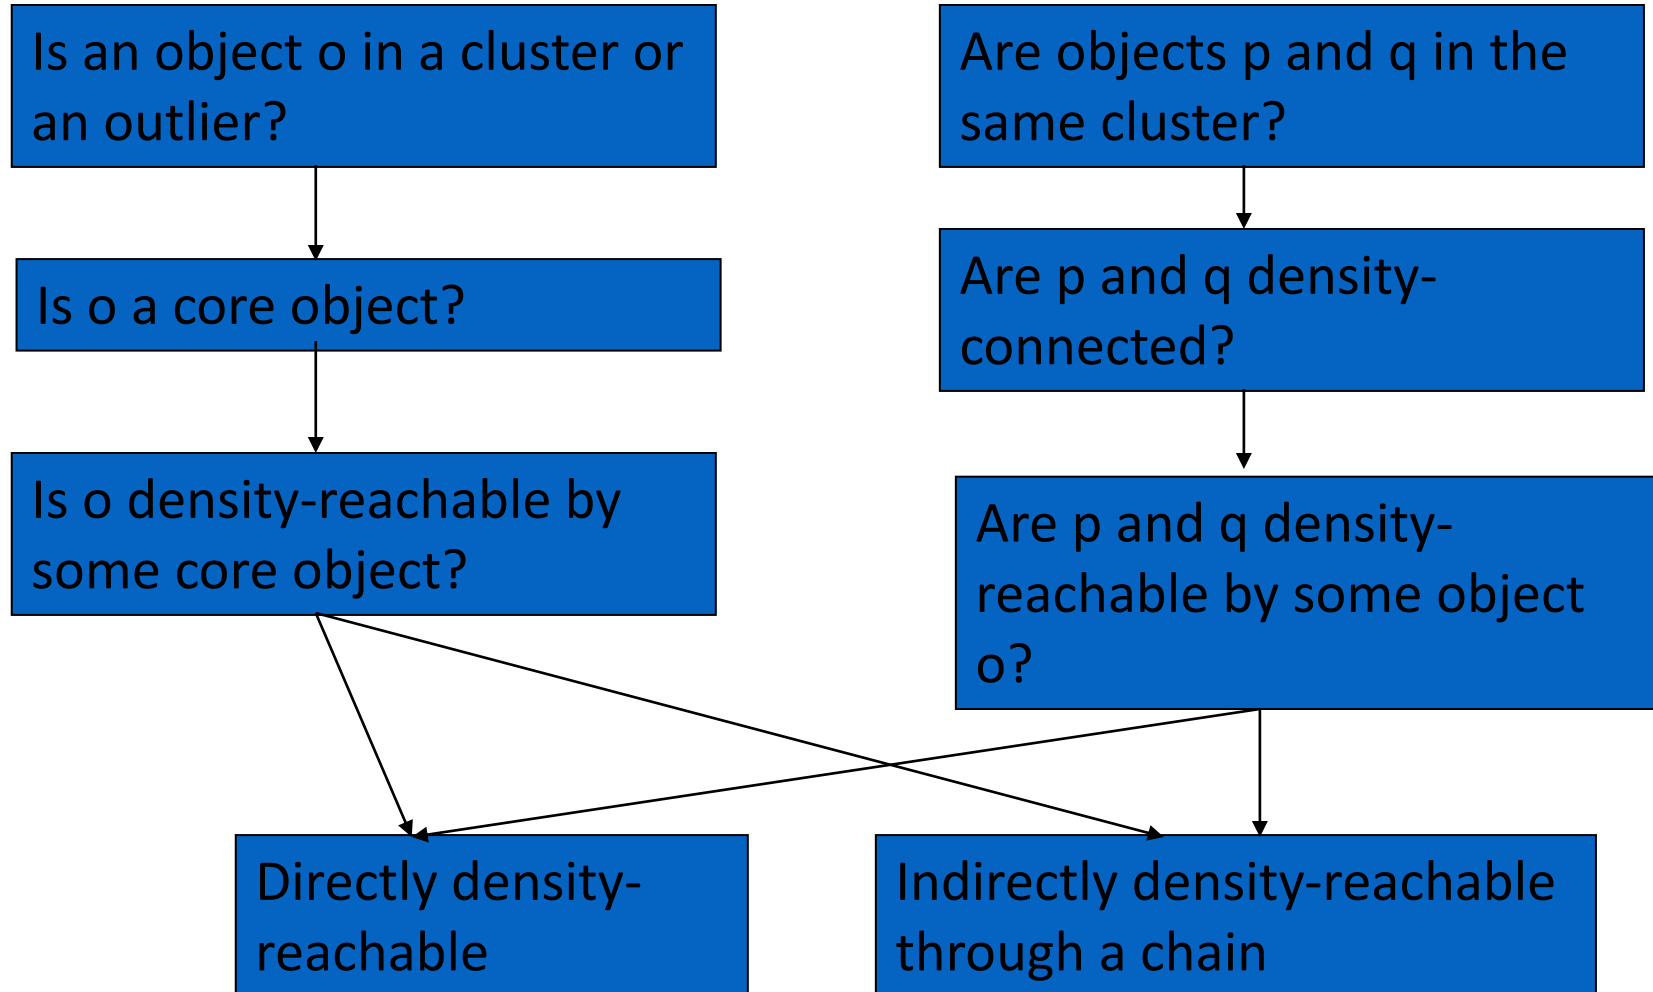 Is an object o in a cluster or
an outlier?
Are objects p and q in the
same cluster?
Is o a core object?
Are p and q density-
connected?
Is o density-reachable by
some core object?
Are p and q density-
reachable by some object
o?
Directly density-
reachable
Indirectly density-reachable
through a chain